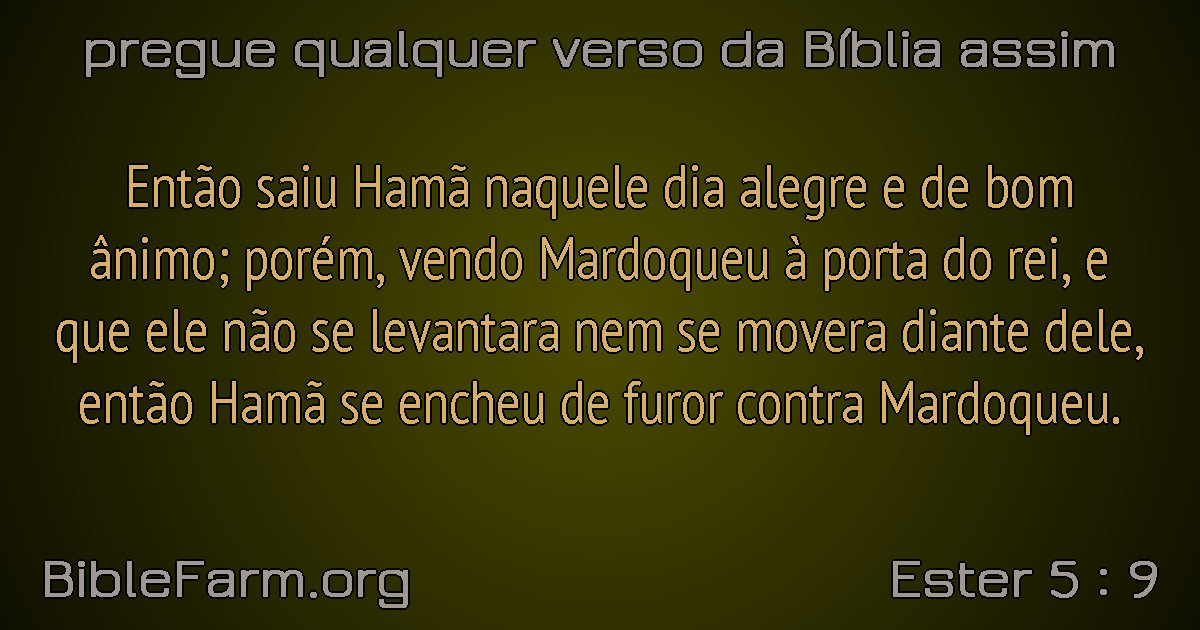 pregue qualquer verso da Bíblia assim
Então saiu Hamã naquele dia alegre e de bom
ânimo; porém, vendo Mardoqueu à porta do rei, e
que ele não se levantara nem se movera diante dele,
então Hamã se encheu de furor contra Mardoqueu.
BibleFarm.org
Ester 5 : 9